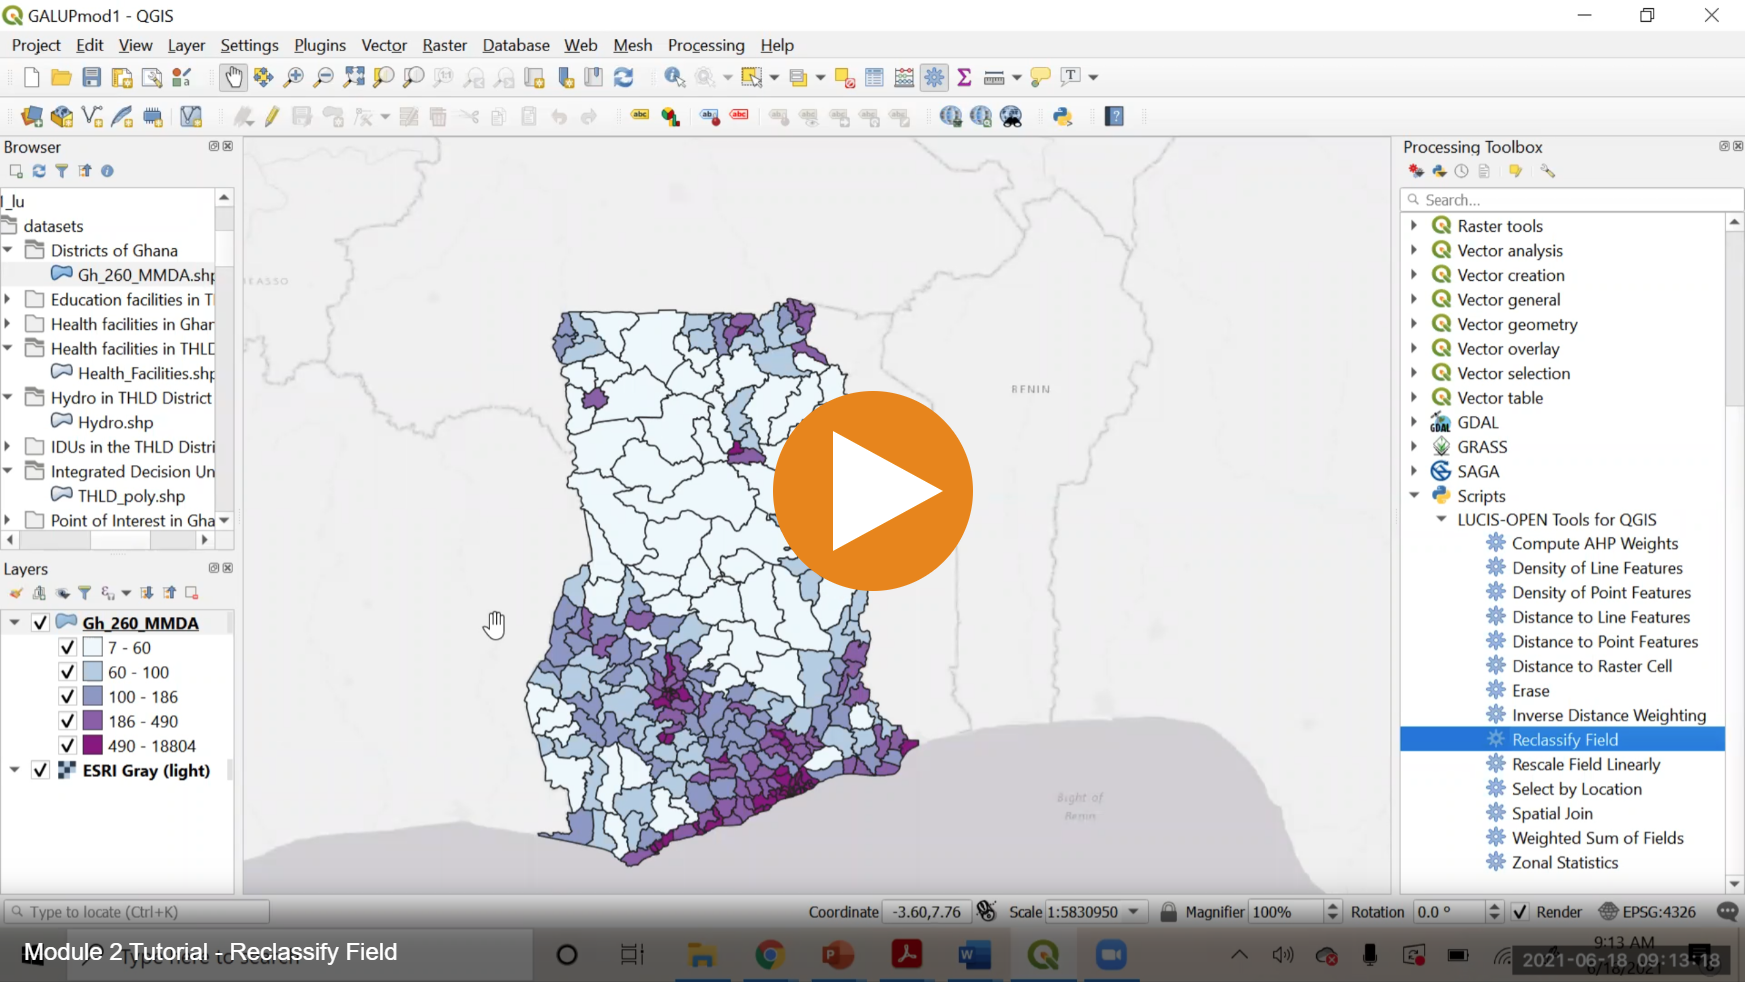 GALUPmod1 - QGIS
Project Edit View Layer Settings Plugins Vector Raster Database Web Mesh Processing Help
Browser
l_lu
datasets
Districts of Ghana
Gh_260_MMDA.shp
Education facilities in T
Health facilities in Ghar
Health facilities in THLD
Health_Facilities.shp
Hydro in THLD District
Hydro.shp
IDUs in the THLD Distri
Integrated Decision Un
THLD_poly.shp
Point of Interest in Gha
Layers
Gh_260_MMDA
7 - 60
60 - 100
100 - 186
186 - 490
490 - 18804
ESRI Gray (light)
BENIN
Bight of
Benin
Processing Toolbox
Search...
Raster tools
Vector analysis
Vector creation
Vector general
Vector geometry
Vector overlay
Vector selection
Vector table
GDAL
GRASS
SAGA
Scripts
LUCIS-OPEN Tools for QGIS
Compute AHP Weights
Density of Line Features
Density of Point Features
Distance to Line Features
Distance to Point Features
Distance to Raster Cell
Erase
Inverse Distance Weighting
Reclassify Field
Rescale Field Linearly
Select by Location
Spatial Join
Weighted Sum of Fields
Zonal Statistics
Type to locate (Ctrl+K)
Coordinate -3.60,7.76 Scale 1:5830950 Magnifier 100% Rotation 0.0 ° Render EPSG:4326
Module 2 Tutorial - Reclassify Field
Type here to search
9:13 AM
2021-06-18 09:13:18